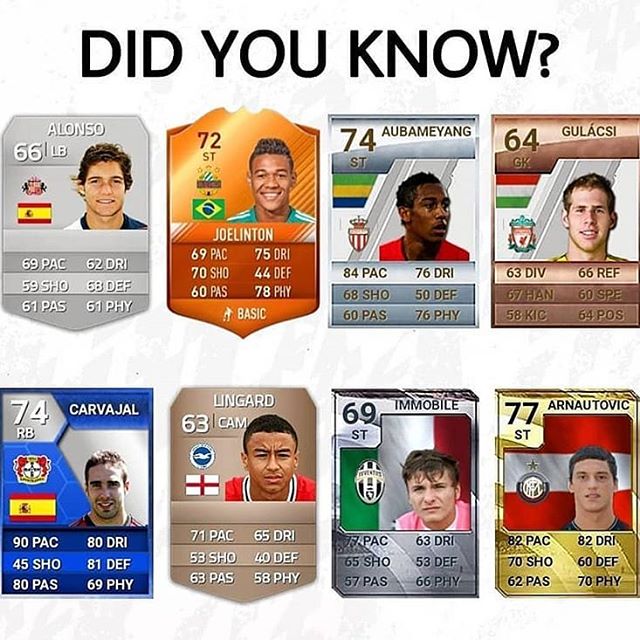 DID YOU KNOW?
ALONSO
66 LB
69 PAC 62 DRI
59 SHO 68 DEF
61 PAS 61 PHY
72
ST
JOELINTON
69 PAC 75 DRI
70 SHO 44 DEF
60 PAS 78 PHY
BASIC
74 AUBAMEYANG
ST
84 PAC 76 DRI
68 SHO 50 DEF
60 PAS 76 PHY
64 GULÁCSI
GK
63 DIV 66 REF
67 HAN 60 SPE
58 KIC 64 POS
74 CARVAJAL
RB
90 PAC 80 DRI
45 SHO 81 DEF
80 PAS 69 PHY
LINGARD
63 CAM
71 PAC 65 DRI
53 SHO 40 DEF
63 PAS 58 PHY
69 IMMOBILE
ST
77 PAC 63 DRI
65 SHO 53 DEF
57 PAS 66 PHY
77 ARNAUTOVIC
ST
82 PAC 82 DRI
70 SHO 60 DEF
62 PAS 70 PHY